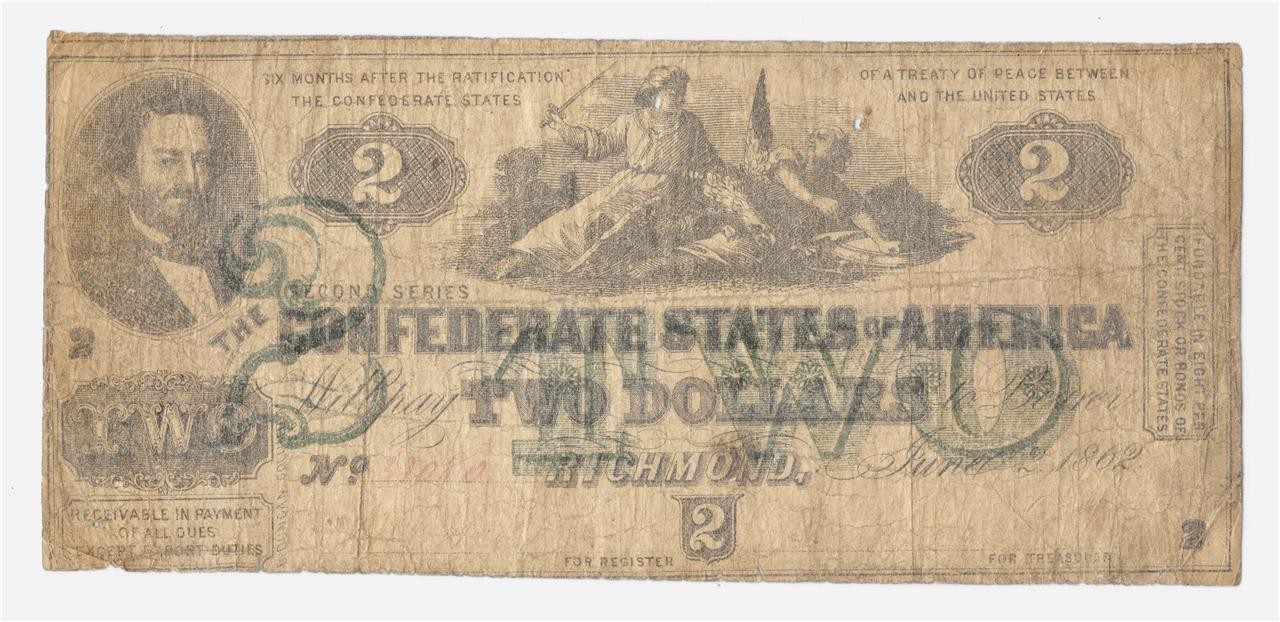 SIX MONTHS AFTER THE RATIFICATION OF A TREATY OF PEACE BETWEEN
THE CONFEDERATE STATES AND THE UNITED STATES
2
2
SECOND SERIES
THE CONFEDERATE STATES OF AMERICA
2
TWO
Will pay TWO DOLLARS to Bearer
TWO
No RICHMOND, June 2 1862
FUNDABLE IN EIGHT PER
CENT STOCK OR BONDS OF
THE CONFEDERATE STATES
RECEIVABLE IN PAYMENT
OF ALL DUES
EXCEPT EXPORT DUTIES
2
2
FOR REGISTER
FOR TREASURER
2